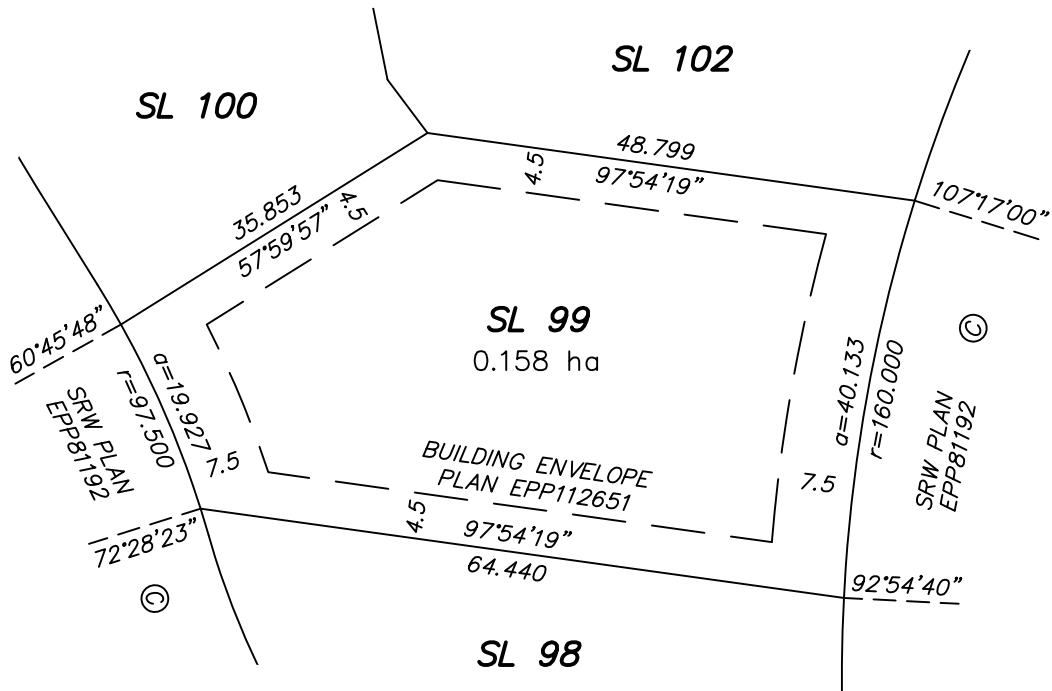 SL 102
SL 100
48.799
97°54'19"
4.5
107°17'00"
35.853
57°59'57"
4.5
60°45'48"
SL 99
0.158 ha
©
a=19.927
r=97.500
SRW PLAN
EPP81192
7.5
a=40.133
r=160.000
SRW PLAN
EPP81192
BUILDING ENVELOPE
PLAN EPP112651
7.5
4.5
97°54'19"
64.440
72°28'23"
92°54'40"
©
SL 98